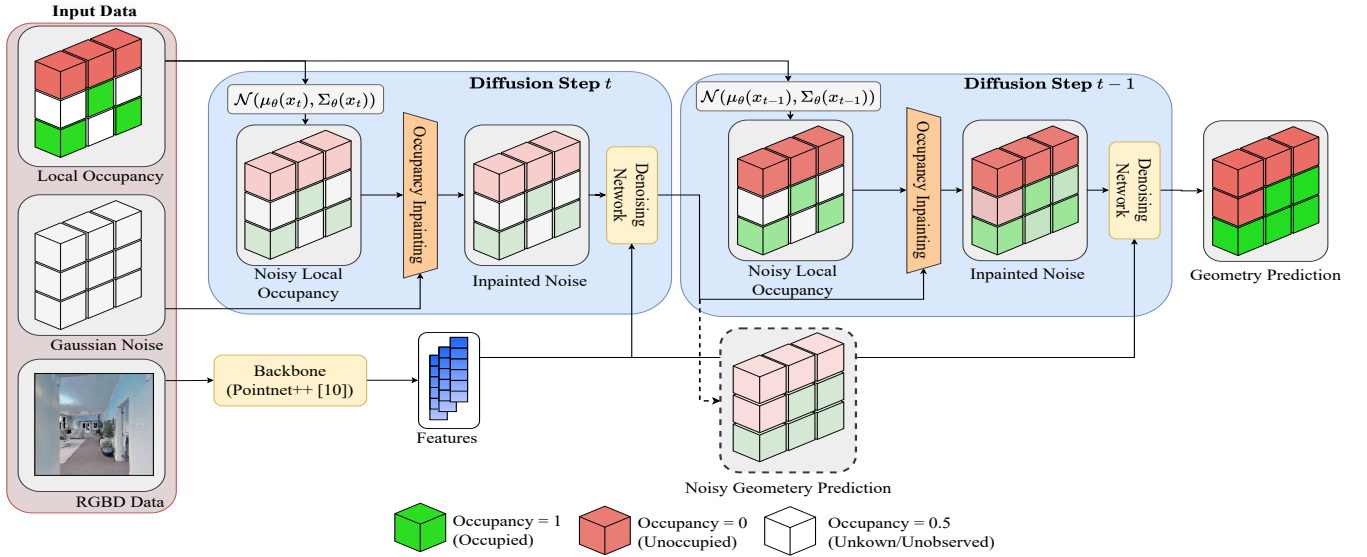 Input Data
Local Occupancy
Gaussian Noise
RGBD Data
Diffusion Step t
𝒩(μθ(xt), Σθ(xt))
Noisy Local
Occupancy
Occupancy Inpainting
Inpainted Noise
Denoising
Network
Diffusion Step t − 1
𝒩(μθ(xt−1), Σθ(xt−1))
Noisy Local
Occupancy
Occupancy Inpainting
Inpainted Noise
Denoising
Network
Geometry Prediction
Backbone
(Pointnet++ [10])
Features
Noisy Geometery Prediction
Occupancy = 1
(Occupied)
Occupancy = 0
(Unoccupied)
Occupancy = 0.5
(Unkown/Unobserved)